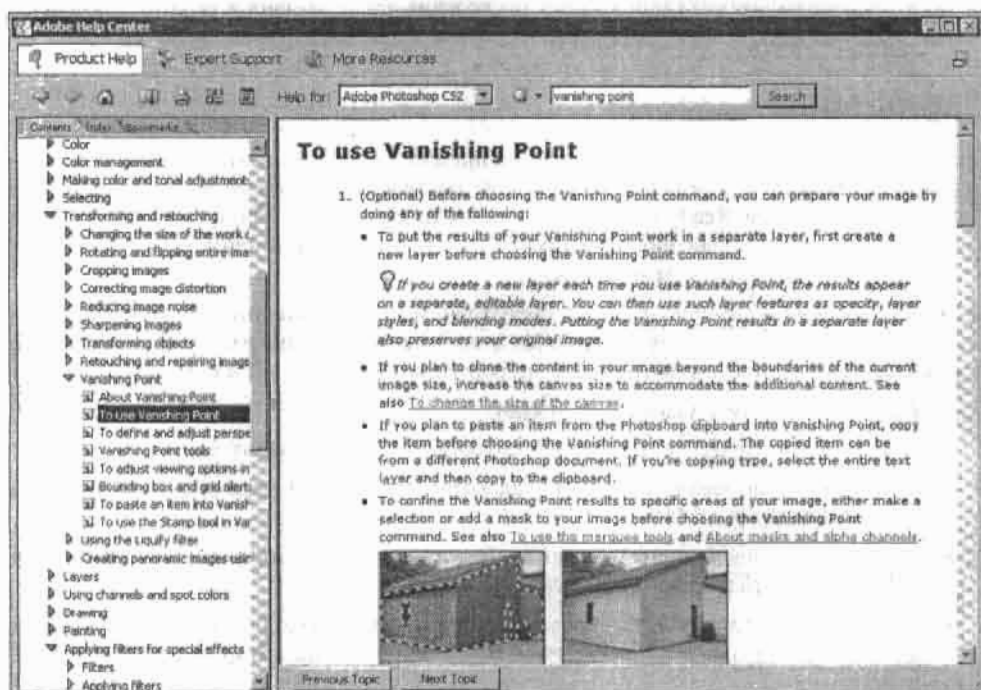 Adobe Help Center
Product Help Expert Support More Resources
Help for: Adobe Photoshop CS2 vanishing point Search
Contents Index Bookmarks
Color
Color management
Making color and tonal adjustment
Selecting
Transforming and retouching
Changing the size of the work c
Rotating and flipping entire ima
Cropping images
Correcting image distortion
Reducing image noise
Sharpening images
Transforming objects
Retouching and repairing image
Vanishing Point
About Vanishing Point
To use Vanishing Point
To define and adjust perspe
Vanishing Point tools
To adjust viewing options in
Bounding box and grid alert
To paste an item into Vanish
To use the Stamp tool in Var
Using the Liquify filter
Creating panoramic images usin
Layers
Using channels and spot colors
Drawing
Painting
Applying filters for special effects
Filters
Applying filters
To use Vanishing Point
1. (Optional) Before choosing the Vanishing Point command, you can prepare your image by
doing any of the following:
• To put the results of your Vanishing Point work in a separate layer, first create a
new layer before choosing the Vanishing Point command.
If you create a new layer each time you use Vanishing Point, the results appear
on a separate, editable layer. You can then use such layer features as opacity, layer
styles, and blending modes. Putting the Vanishing Point results in a separate layer
also preserves your original image.
• If you plan to clone the content in your image beyond the boundaries of the current
image size, increase the canvas size to accommodate the additional content. See
also To change the size of the canvas.
• If you plan to paste an item from the Photoshop clipboard into Vanishing Point, copy
the item before choosing the Vanishing Point command. The copied item can be
from a different Photoshop document. If you're copying type, select the entire text
layer and then copy to the clipboard.
• To confine the Vanishing Point results to specific areas of your image, either make a
selection or add a mask to your image before choosing the Vanishing Point
command. See also To use the marquee tools and About masks and alpha channels.
Previous Topic Next Topic